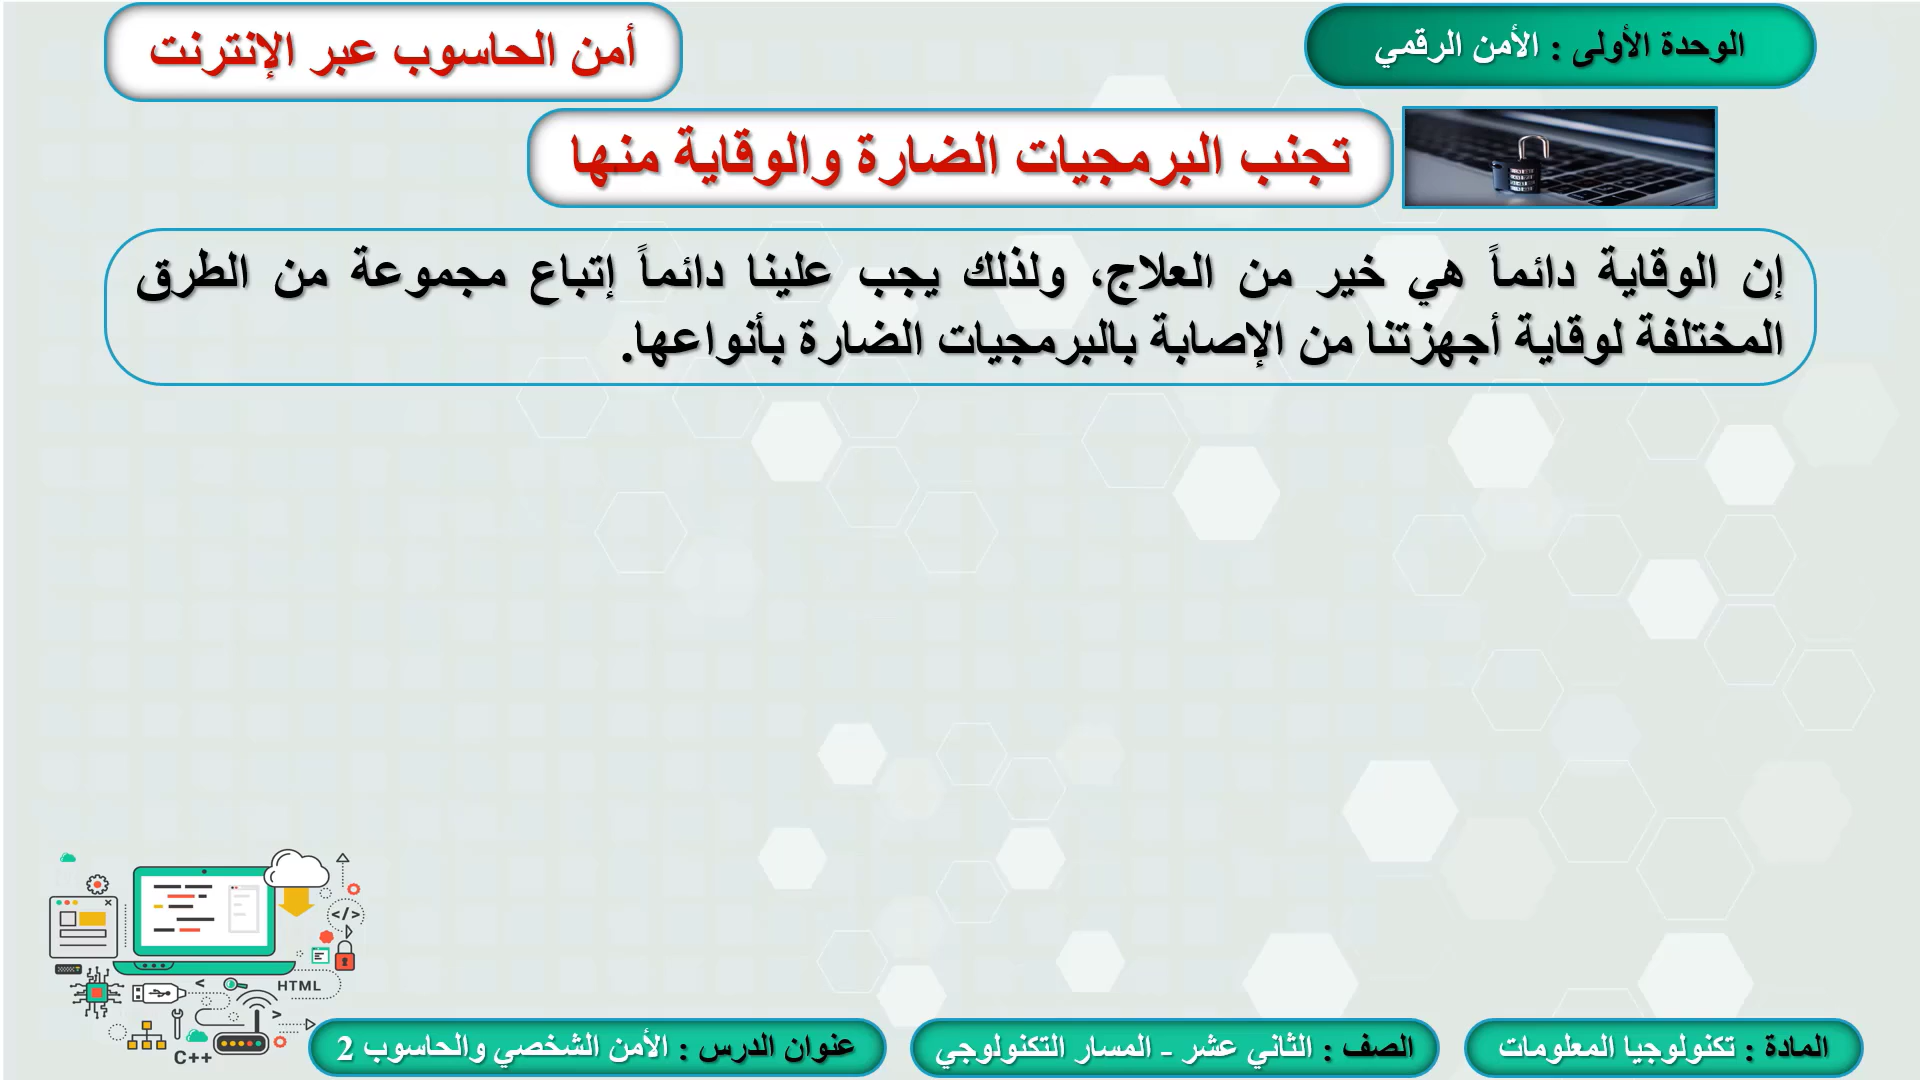 الوحدة الأولى : الأمن الرقمي
أمن الحاسوب عبر الإنترنت
تجنب البرمجيات الضارة والوقاية منها
إن الوقاية دائماً هي خير من العلاج، ولذلك يجب علينا دائماً إتباع مجموعة من الطرق
المختلفة لوقاية أجهزتنا من الإصابة بالبرمجيات الضارة بأنواعها.
</>
HTML
C++
المادة : تكنولوجيا المعلومات
الصف : الثاني عشر - المسار التكنولوجي
عنوان الدرس : الأمن الشخصي والحاسوب 2